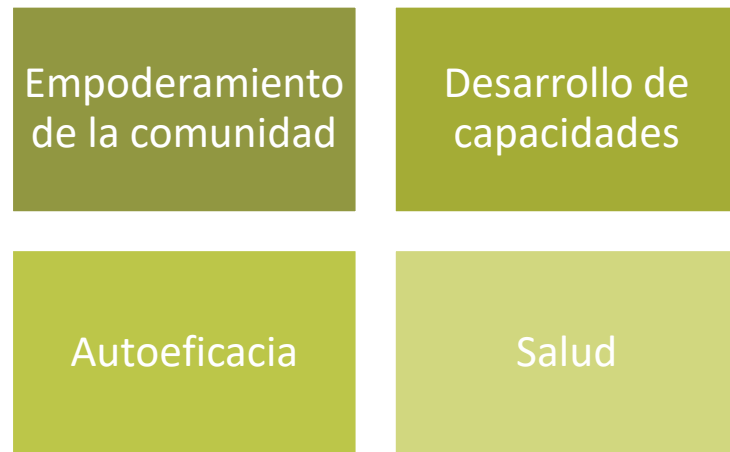 Empoderamiento
de la comunidad
Desarrollo de
capacidades
Autoeficacia
Salud